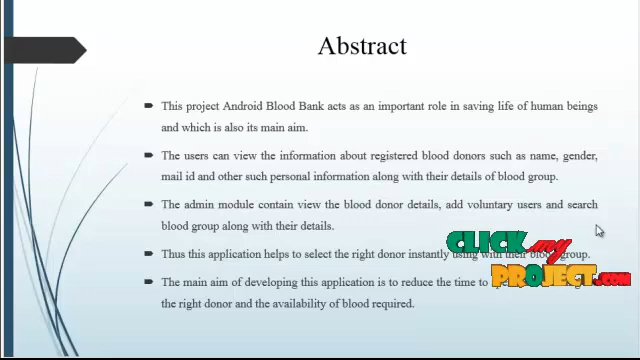 Abstract
This project Android Blood Bank acts as an important role in saving life of human beings
and which is also its main aim.
The users can view the information about registered blood donors such as name, gender,
mail id and other such personal information along with their details of blood group.
The admin module contain view the blood donor details, add voluntary users and search
blood group along with their details.
Thus this application helps to select the right donor instantly using with their blood group.
The main aim of developing this application is to reduce the time to
the right donor and the availability of blood required.
CLICK my
PROJECT.COM